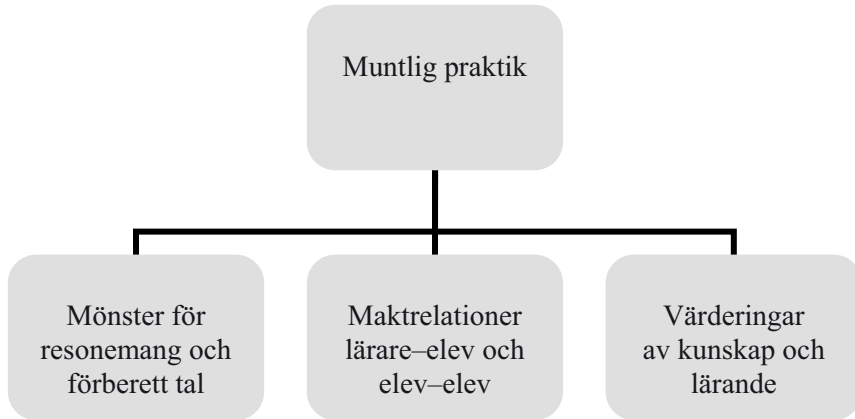 Muntlig praktik
Mönster för
resonemang och
förberett tal
Maktrelationer
lärare–elev och
elev–elev
Värderingar
av kunskap och
lärande